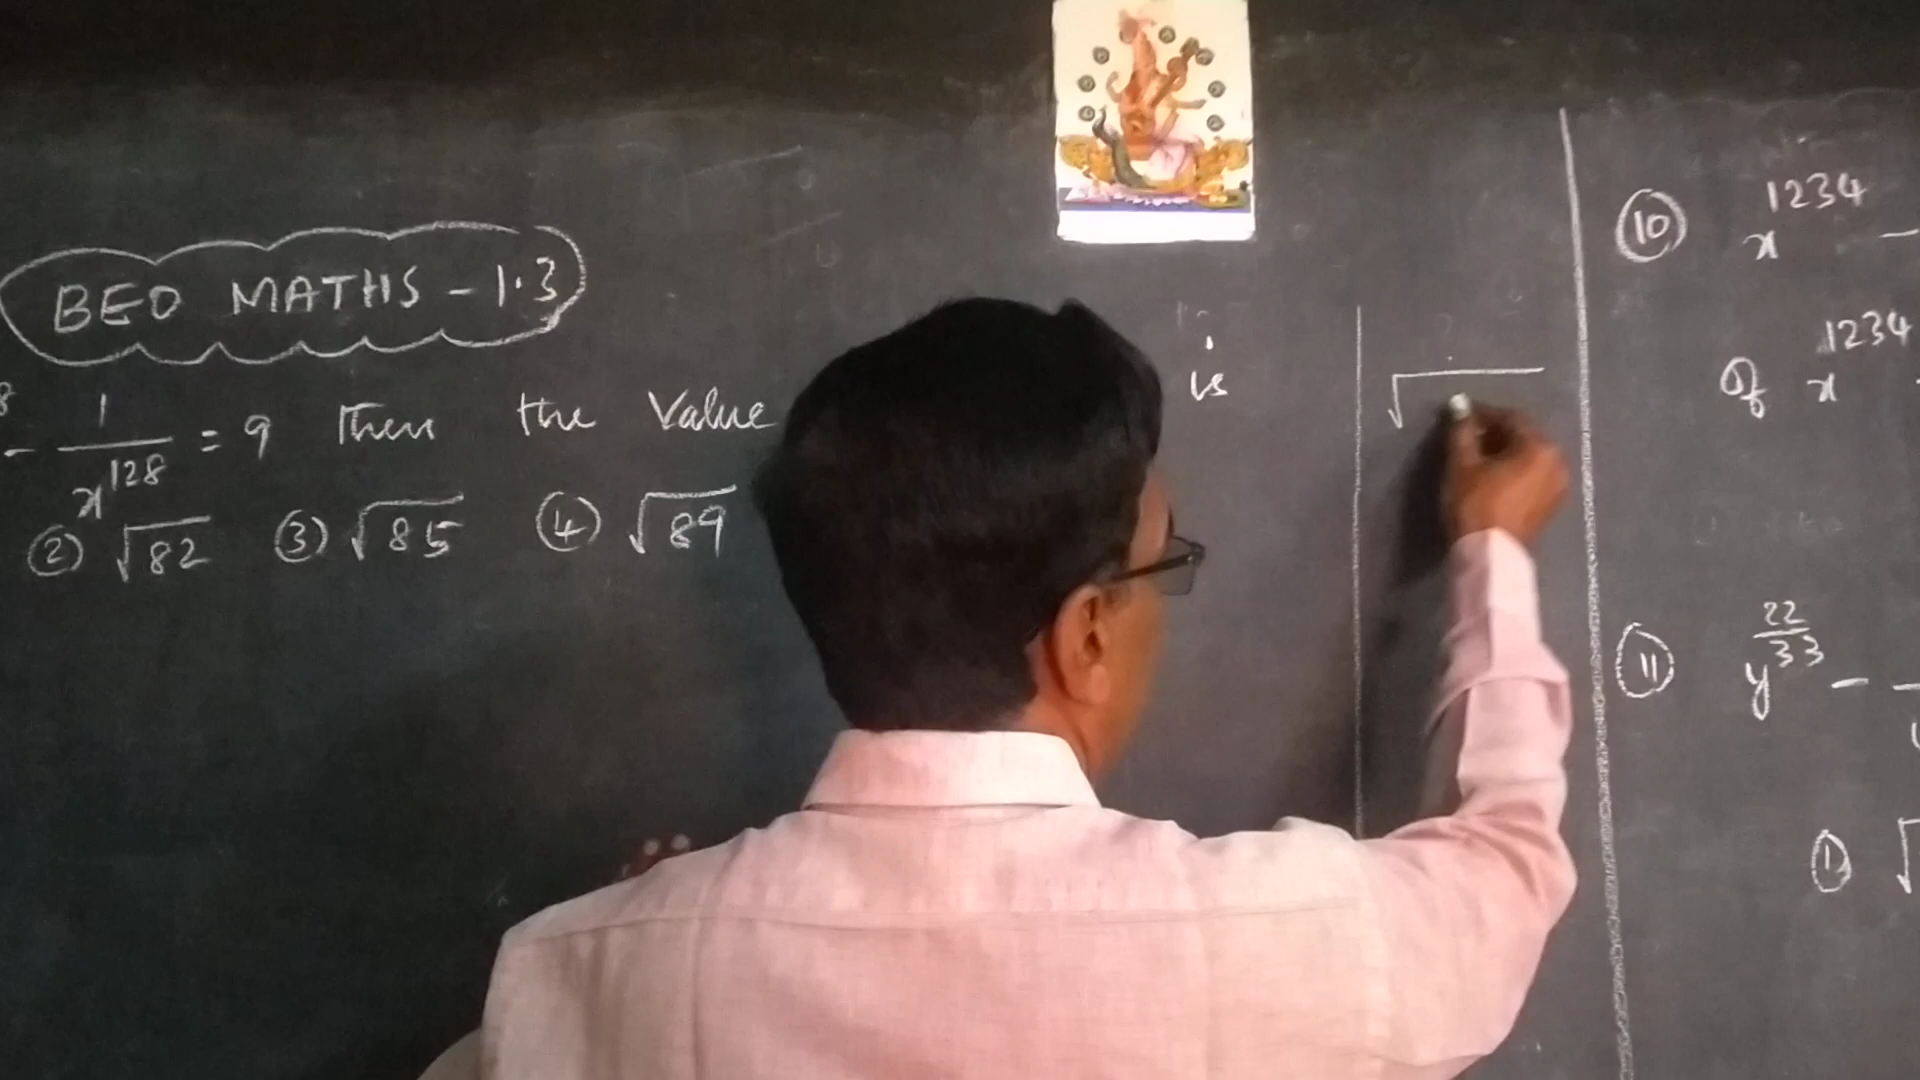 BED MATHS - 1.3
8 - 1/x^128 = 9 then the Value is
② √82 ③ √85 ④ √89
√
⑩ x^1234 -
of x^1234
⑪ y^22/33 -
① √